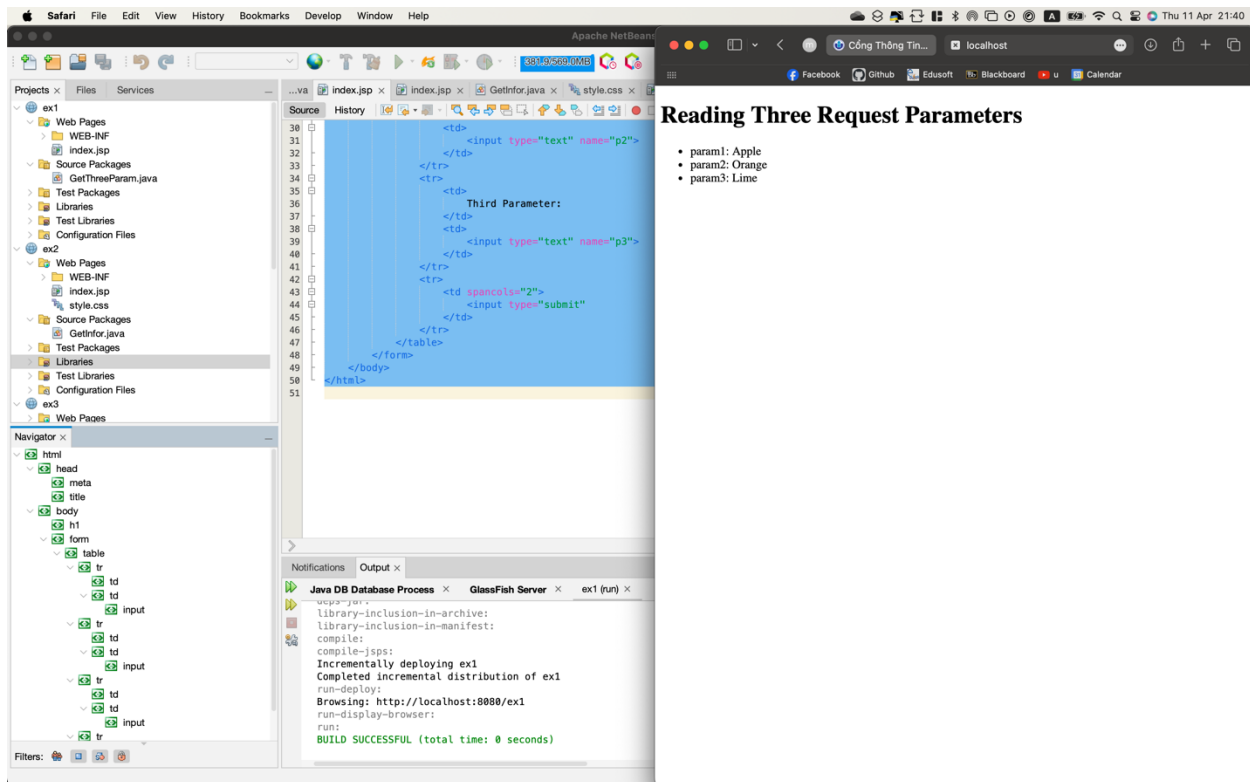 Safari File Edit View History Bookmarks Develop Window Help
Thu 11 Apr 21:40
Apache NetBeans
381.9/569.0MB
Projects
Files
Services
ex1
Web Pages
WEB-INF
index.jsp
Source Packages
GetThreeParam.java
Test Packages
Libraries
Test Libraries
Configuration Files
ex2
Web Pages
WEB-INF
index.jsp
style.css
Source Packages
GetInfor.java
Test Packages
Libraries
Test Libraries
Configuration Files
ex3
Web Pages
Navigator
html
head
meta
title
body
h1
form
table
tr
td
td
input
tr
td
td
input
tr
td
td
input
tr
Filters:
...va index.jsp index.jsp GetInfor.java style.css
Source History
30 <td>
31 <input type="text" name="p2">
32 </td>
33 </tr>
34 <tr>
35 <td>
36 Third Parameter:
37 </td>
38 <td>
39 <input type="text" name="p3">
40 </td>
41 </tr>
42 <tr>
43 <td spancols="2">
44 <input type="submit"
45 </td>
46 </tr>
47 </table>
48 </form>
49 </body>
50 </html>
51
Notifications Output
Java DB Database Process GlassFish Server ex1 (run)
deps-jar:
library-inclusion-in-archive:
library-inclusion-in-manifest:
compile:
compile-jsps:
Incrementally deploying ex1
Completed incremental distribution of ex1
run-deploy:
Browsing: http://localhost:8080/ex1
run-display-browser:
run:
BUILD SUCCESSFUL (total time: 0 seconds)
Cổng Thông Tin...
localhost
Facebook Github Edusoft Blackboard u Calendar
Reading Three Request Parameters
param1: Apple
param2: Orange
param3: Lime